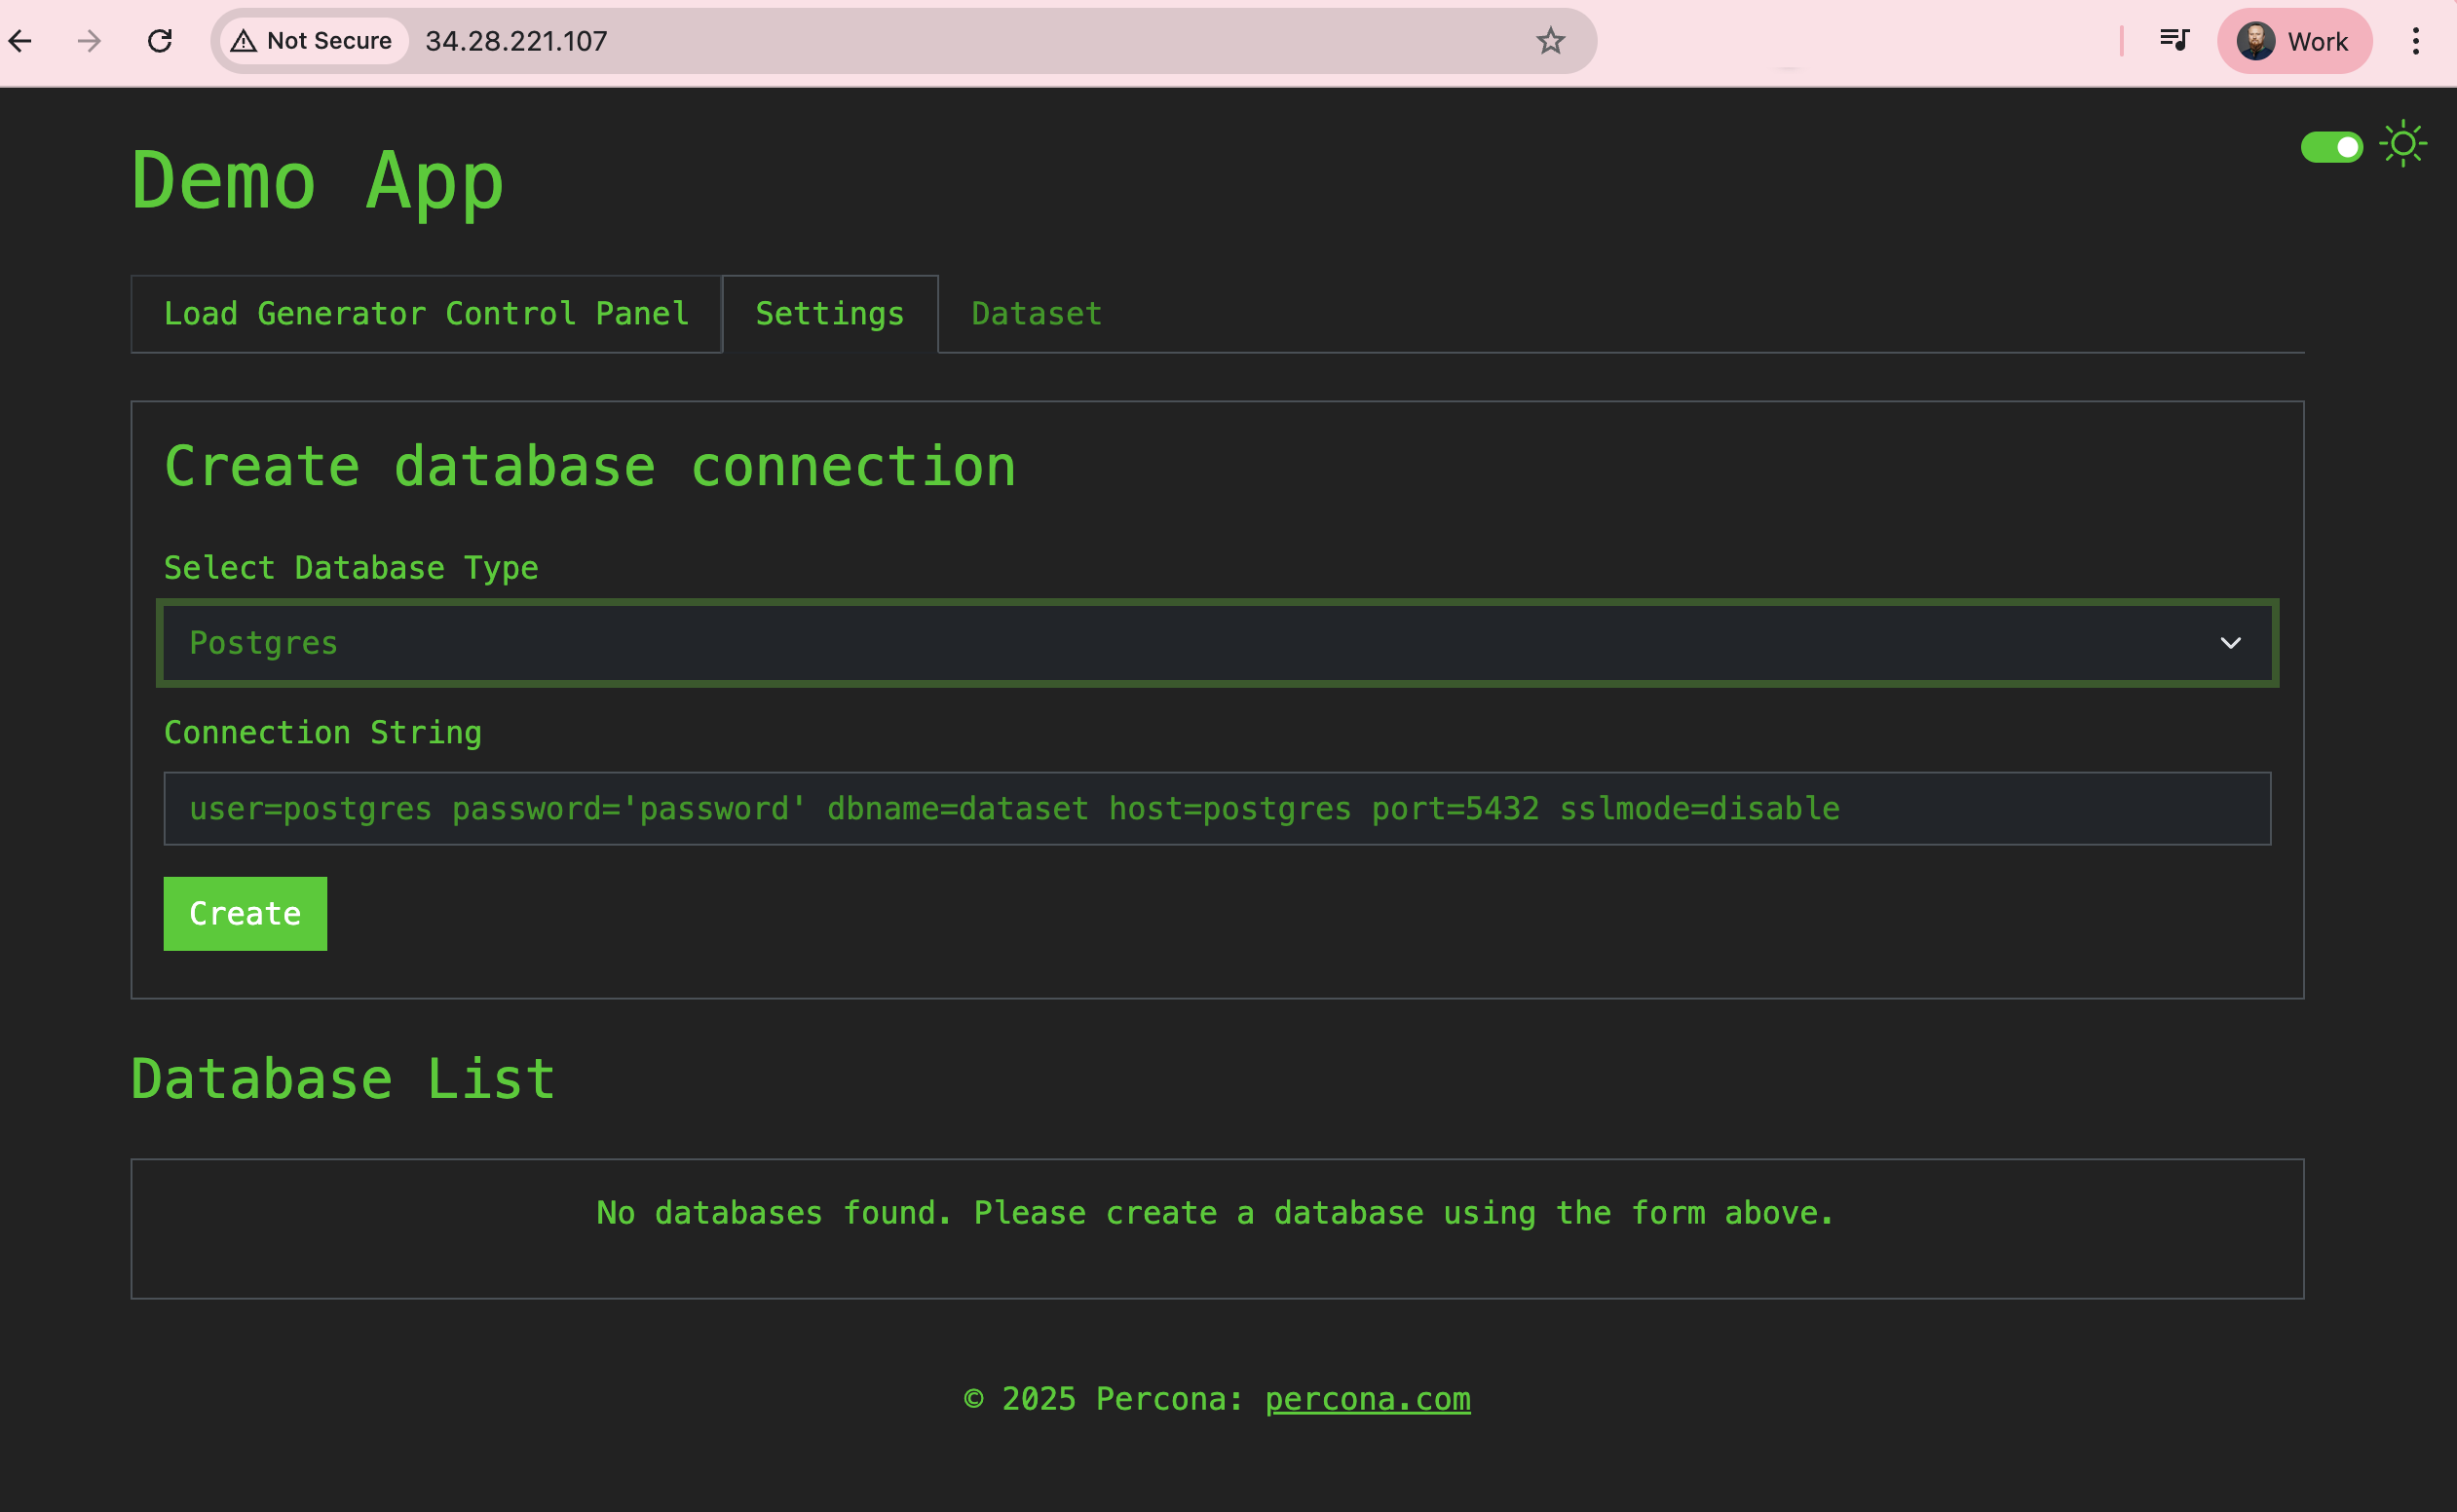 Not Secure 34.28.221.107 Work
Demo App
Load Generator Control Panel Settings Dataset
Create database connection
Select Database Type
Postgres
Connection String
user=postgres password='password' dbname=dataset host=postgres port=5432 sslmode=disable
Create
Database List
No databases found. Please create a database using the form above.
© 2025 Percona: percona.com